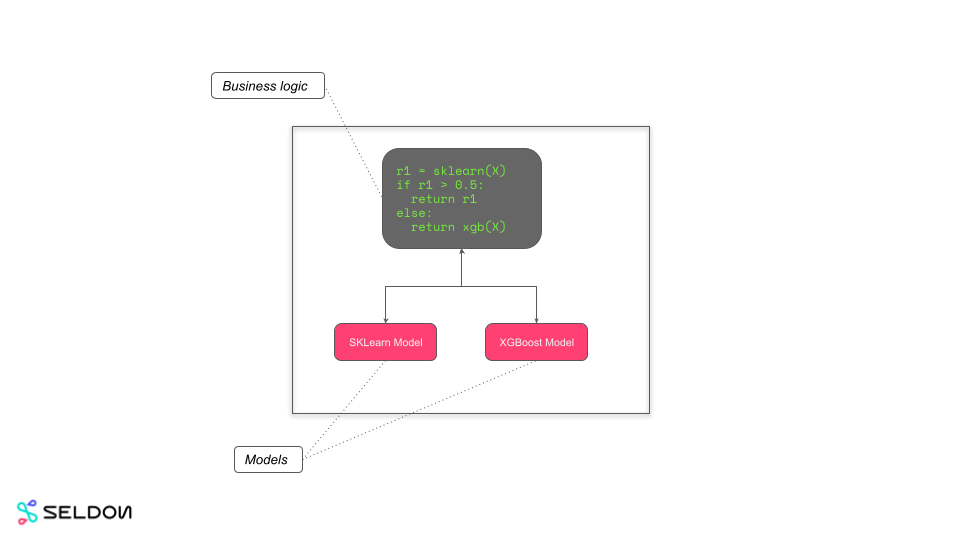 Business logic
r1 = sklearn(X)
if r1 > 0.5:
  return r1
else:
  return xgb(X)
SKLearn Model
XGBoost Model
Models
SELDON